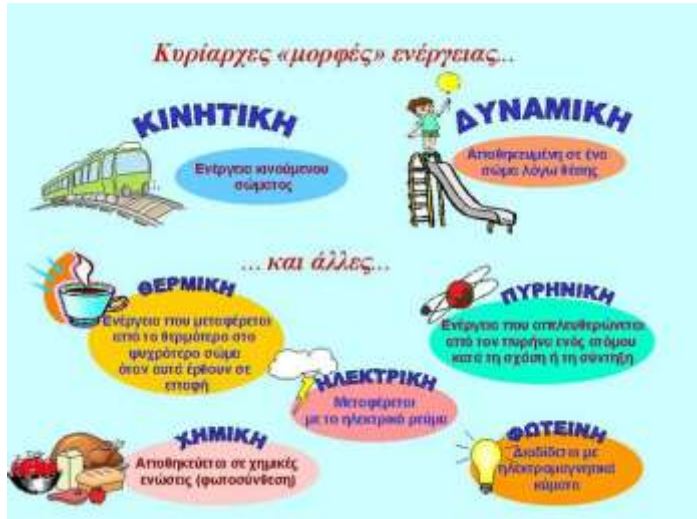 Κυρίαρχες «μορφές» ενέργειας...
ΚΙΝΗΤΙΚΗ
Ενέργεια κινούμενου
σώματος
ΔΥΝΑΜΙΚΗ
Αποθηκευμένη σε ένα
σώμα λόγω θέσης
... και άλλες...
ΘΕΡΜΙΚΗ
Ενέργεια που μεταφέρεται
από το θερμότερο στο
ψυχρότερο σώμα
όταν αυτά έρθουν σε
επαφή
ΠΥΡΗΝΙΚΗ
Ενέργεια που απελευθερώνεται
από τον πυρήνα ενός ατόμου
κατά τη σχάση ή τη σύντηξη
ΗΛΕΚΤΡΙΚΗ
Μεταφέρεται
με το ηλεκτρικό ρεύμα
ΧΗΜΙΚΗ
Αποθηκεύεται σε χημικές
ενώσεις (φωτοσύνθεση)
ΦΩΤΕΙΝΗ
Διαδίδεται με
ηλεκτρομαγνητικά
κύματα